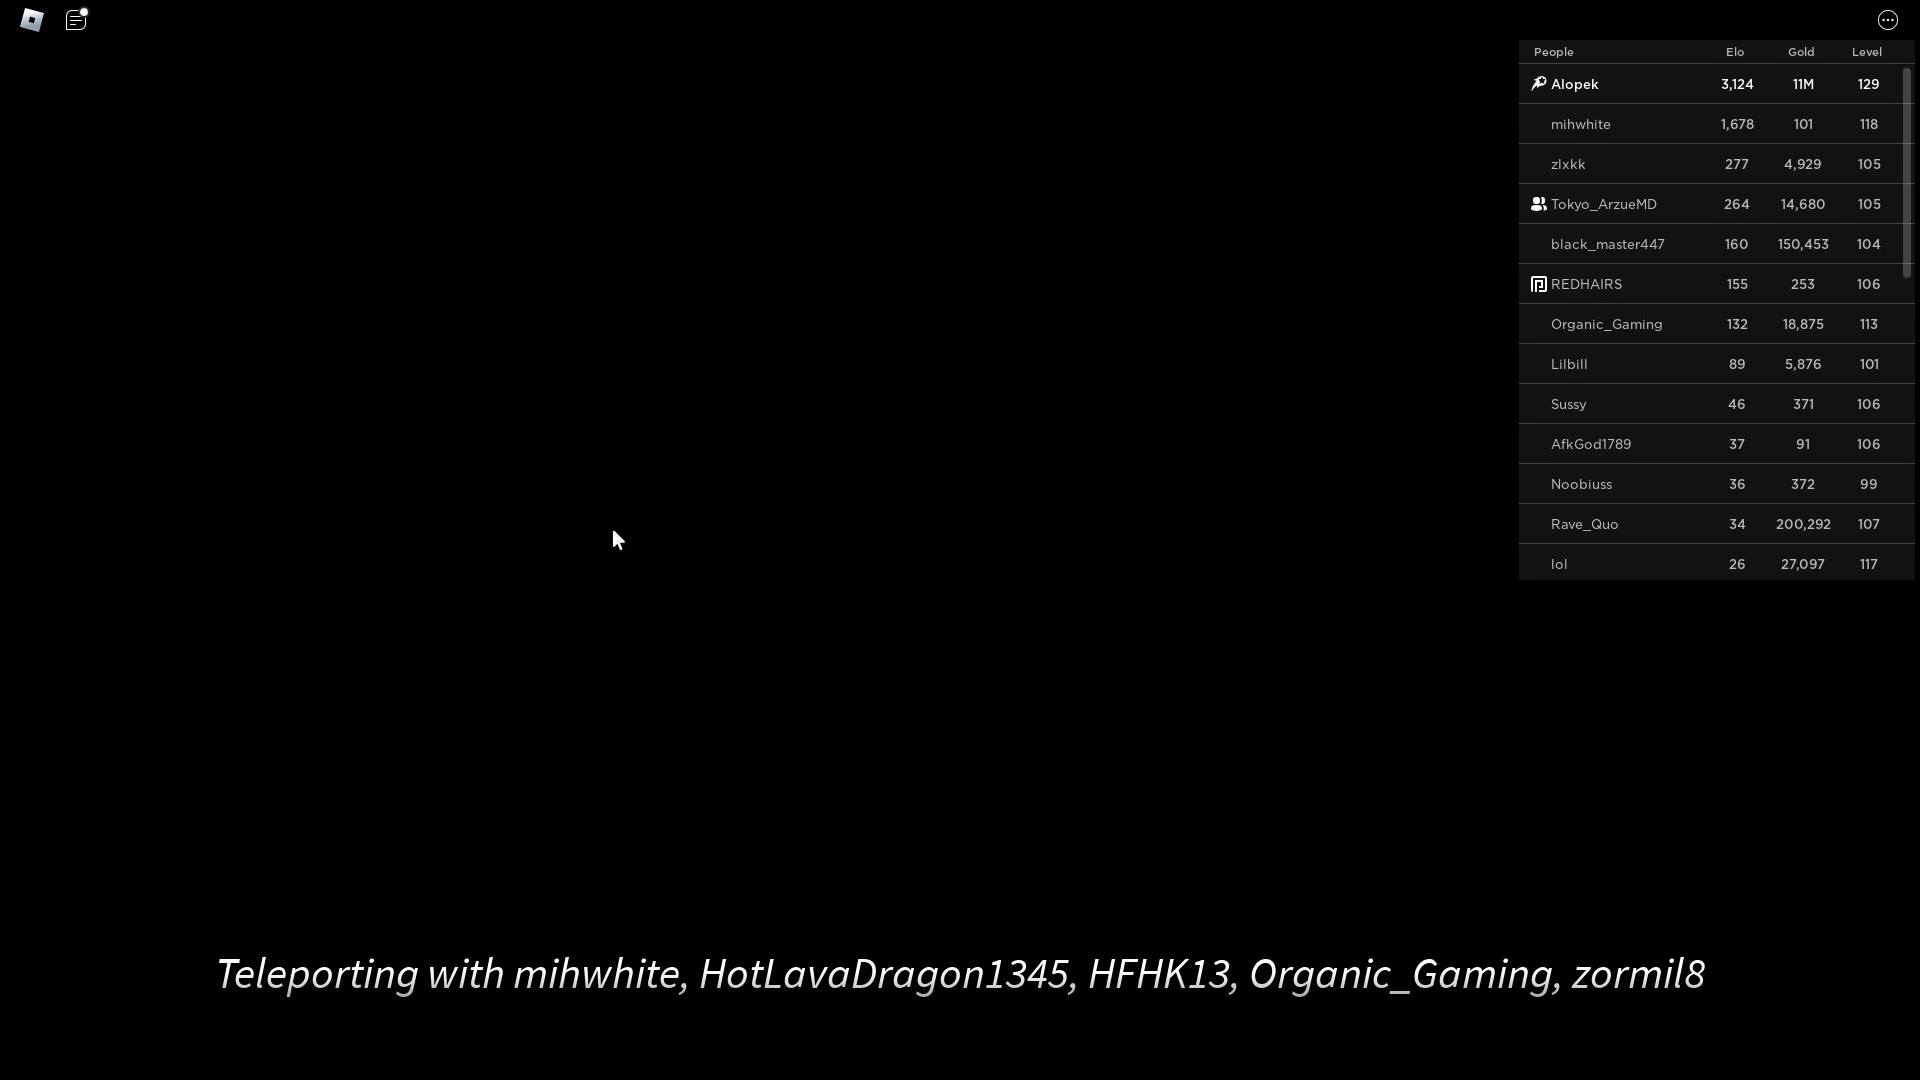 People Elo Gold Level
Alopek 3,124 11M 129
mihwhite 1,678 101 118
zlxkk 277 4,929 105
Tokyo_ArzueMD 264 14,680 105
black_master447 160 150,453 104
REDHAIRS 155 253 106
Organic_Gaming 132 18,875 113
Lilbill 89 5,876 101
Sussy 46 371 106
AfkGod1789 37 91 106
Noobiuss 36 372 99
Rave_Quo 34 200,292 107
lol 26 27,097 117
Teleporting with mihwhite, HotLavaDragon1345, HFHK13, Organic_Gaming, zormil8